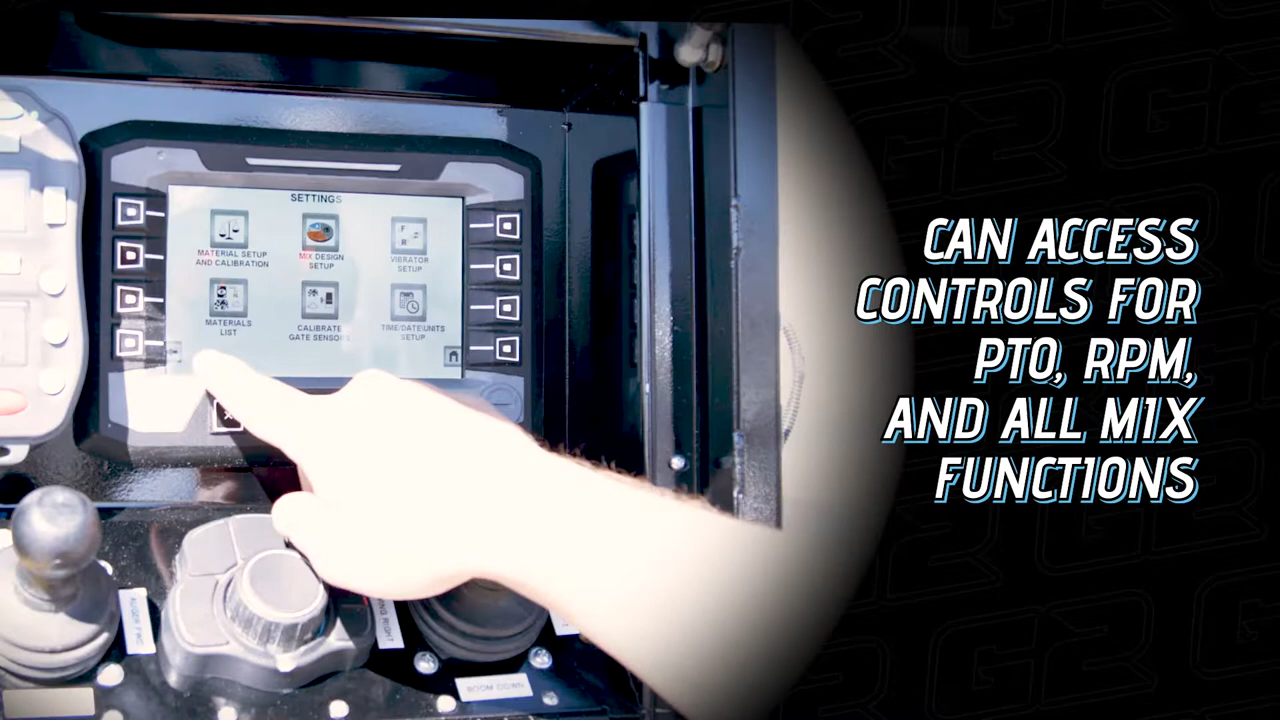 SETTINGS
MATERIAL SETUP
AND CALIBRATION
MIX DESIGN
SETUP
VIBRATOR
SETUP
MATERIALS
LIST
CALIBRATE
GATE SENSORS
TIME/DATE\UNITS
SETUP
F
R
CAN ACCESS
CONTROLS FOR
PTO, RPM,
AND ALL MIX
FUNCTIONS
BOOM DOWN
G2